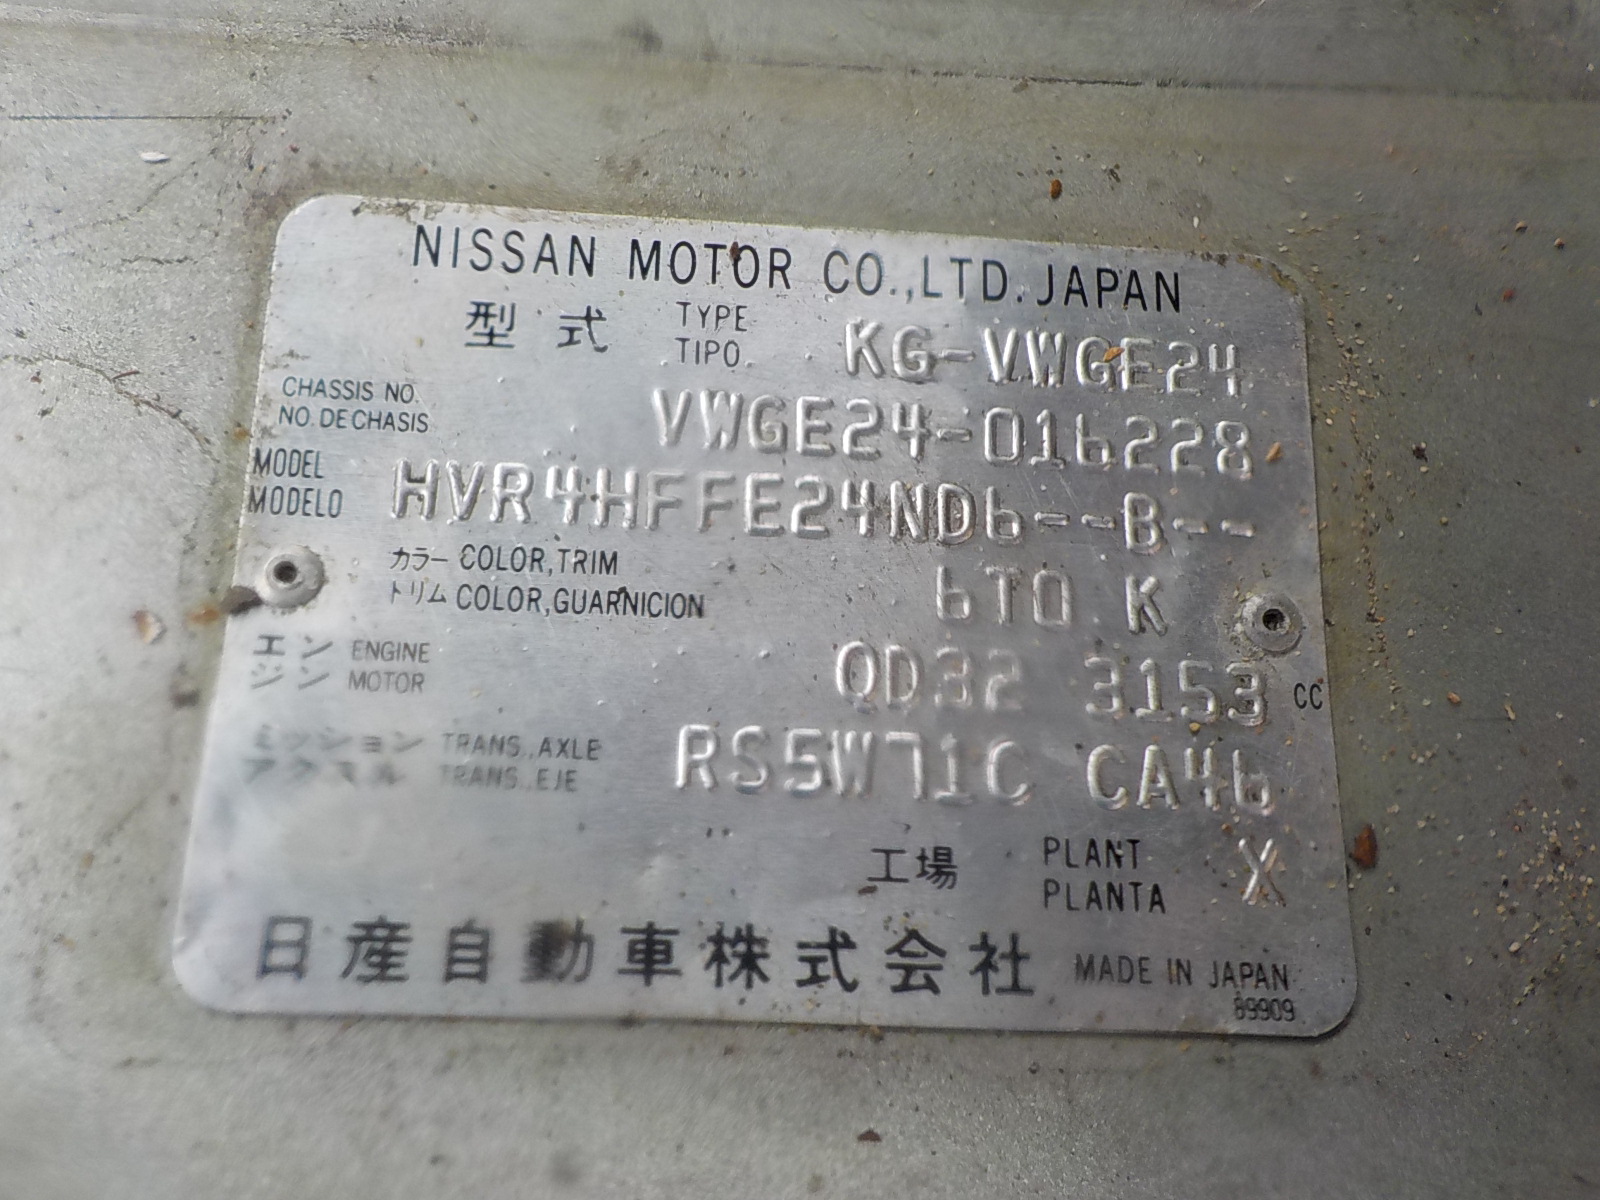 NISSAN MOTOR CO.,LTD.JAPAN
型式 TYPE KG-VWGE24
TIPO
CHASSIS NO. VWGE24-016228
NO. DE CHASIS
MODEL HVR4HFFE24ND6--B--
MODELO
カラー COLOR,TRIM 6T0 K
トリム COLOR,GUARNICION
エン ENGINE QD32 3153 CC
ジン MOTOR
ミッション TRANS.,AXLE RS5W71C CA46
アクスル TRANS.,EJE
工場 PLANT X
PLANTA
日産自動車株式会社 MADE IN JAPAN
89909